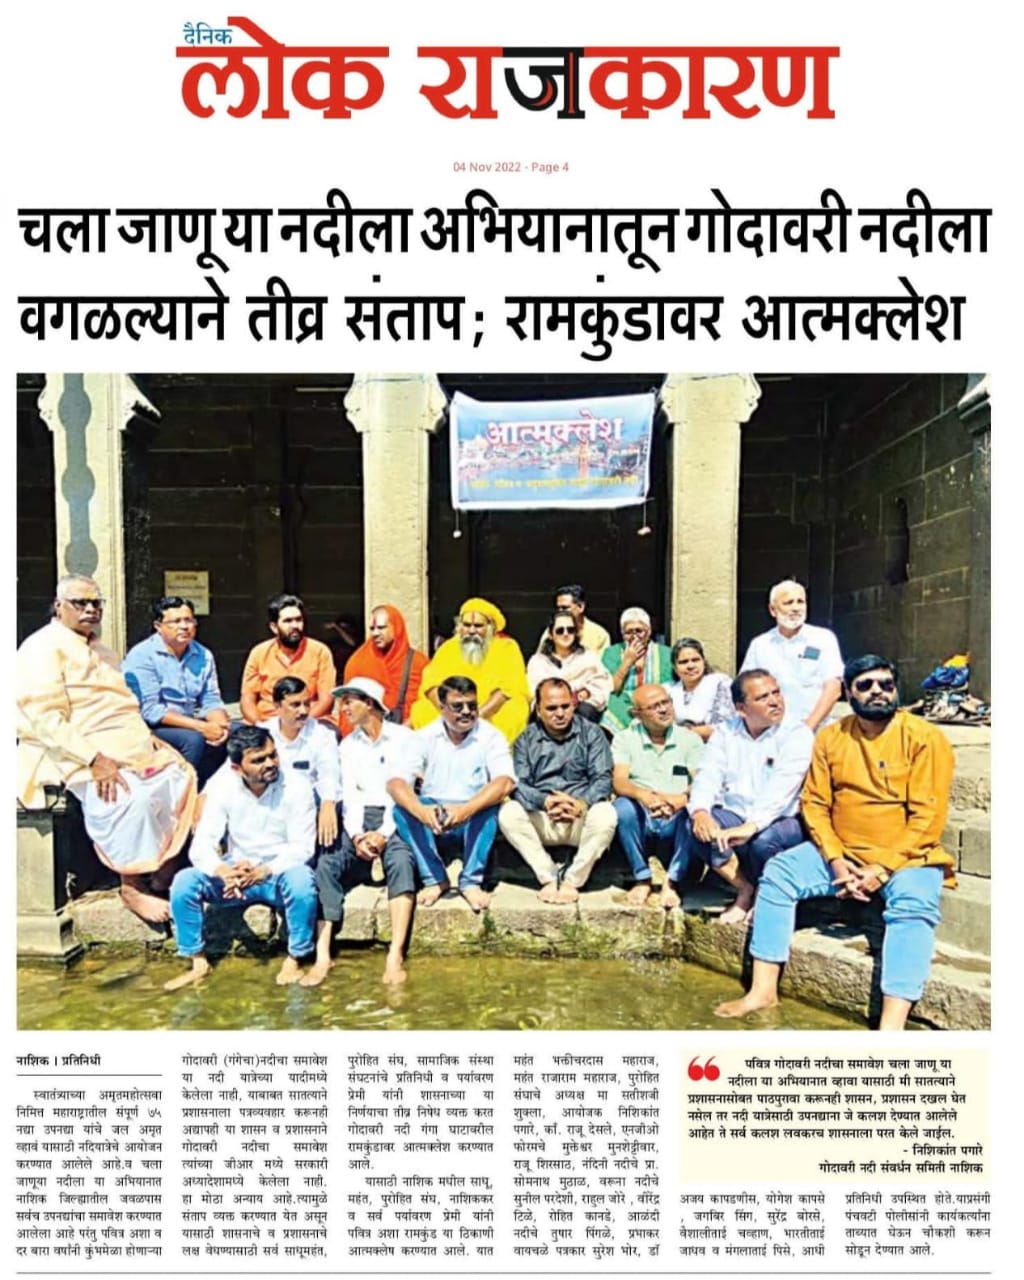 दैनिक
लोक राजकारण
04 Nov 2022 - Page 4
चला जाणू या नदीला अभियानातून गोदावरी नदीला
वगळल्याने तीव्र संताप; रामकुंडावर आत्मक्लेश
आत्मक्लेश
नाशिक । प्रतिनिधी
स्वातंत्र्याच्या अमृतमहोत्सवा
निमित्त महाराष्ट्रातील संपूर्ण ७५
नद्या उपनद्या यांचे जल अमृत
व्हावं यासाठी नदियात्रेचे आयोजन
करण्यात आलेले आहे.व चला
जाणूया नदीला या अभियानात
नाशिक जिल्ह्यातील जवळपास
सर्वच उपनद्यांचा समावेश करण्यात
आलेला आहे परंतु पवित्र अशा व
दर बारा वर्षांनी कुंभमेळा होणाऱ्या
गोदावरी (गंगेचा)नदीचा समावेश
या नदी यात्रेच्या यादीमध्ये
केलेला नाही, याबाबत सातत्याने
प्रशासनाला पत्रव्यवहार करूनही
अद्यापही या शासन व प्रशासनाने
गोदावरी नदीचा समावेश
त्यांच्या जीआर मध्ये सरकारी
अध्यादेशामध्ये केलेला नाही.
हा मोठा अन्याय आहे.त्यामुळे
संताप व्यक्त करण्यात येत असून
यासाठी शासनाचे व प्रशासनाचे
लक्ष वेधण्यासाठी सर्व साधूमहंत,
पुरोहित संघ, सामाजिक संस्था
संघटनांचे प्रतिनिधी व पर्यावरण
प्रेमी यांनी शासनाच्या या
निर्णयाचा तीव्र निषेध व्यक्त करत
गोदावरी नदी गंगा घाटावरील
रामकुंडावर आत्मक्लेश करण्यात
आले.
यासाठी नाशिक मधील साधू,
महंत, पुरोहित संघ, नाशिककर
व सर्व पर्यावरण प्रेमी यांनी
पवित्र अशा रामकुंड या ठिकाणी
आत्मक्लेप करण्यात आले. यात
महंत भक्तीचरदास महाराज,
महंत राजाराम महाराज, पुरोहित
संघाचे अध्यक्ष मा सतीशजी
शुक्ला, आयोजक निशिकांत
पगारे, कॉं. राजू देसले, एनजीओ
फोरमचे मुक्तेश्वर मुनशेट्टीवार,
राजू शिरसाठ, नंदिनी नदीचे प्रा.
सोमनाथ मुठाळ, वरूना नदीचे
सुनील परदेशी, राहुल जोरे , वीरेंद्र
टिळे, रोहित कानडे, आळंदी
नदीचे तुषार पिंगळे, प्रभाकर
वायचळे पत्रकार सुरेश भोर, डॉ
पवित्र गोदावरी नदीचा समावेश चला जाणू या
नदीला या अभियानात व्हावा यासाठी मी सातत्याने
प्रशासनासोबत पाठपुरावा करूनही शासन, प्रशासन दखल घेत
नसेल तर नदी यात्रेसाठी उपनद्याना जे कलश देण्यात आलेले
आहेत ते सर्व कलश लवकरच शासनाला परत केले जाईल.
- निशिकांत पगारे
गोदावरी नदी संवर्धन समिती नाशिक
अजय कापडणीस, योगेश कापसे
, जगबिर सिंग, सुरेंद्र बोरसे,
वैशालीताई चव्हाण, भारतीताई
जाधव व मंगलाताई पिसे, आधी
प्रतिनिधी उपस्थित होते.याप्रसंगी
पंचवटी पोलीसांनी कार्यकर्त्यांना
ताब्यात घेऊन चौकशी करून
सोडून देण्यात आले.